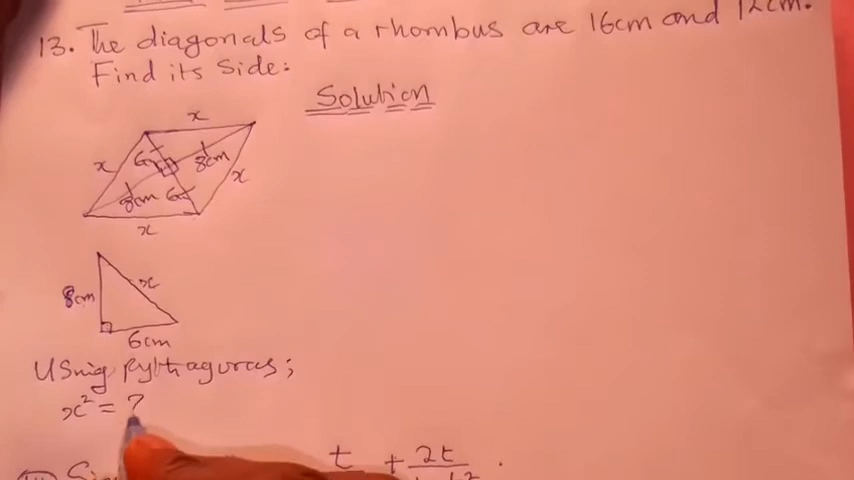 13. The diagonals of a rhombus are 16cm and 12cm.
Find its Side:
Solution
x
x
6cm
8cm
8cm
6cm
x
x
8cm
x
6cm
Using Pythagoras;
x² = ?
t + 2t